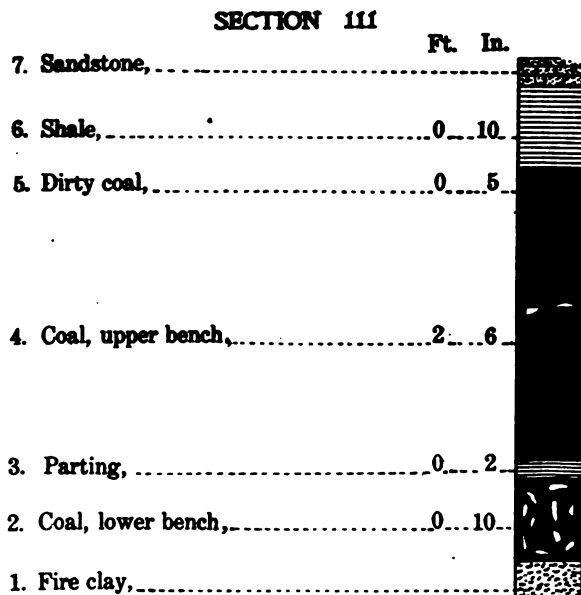 SECTION 111
Ft. In.
7. Sandstone,
6. Shale, 0 10
5. Dirty coal, 0 5
4. Coal, upper bench, 2 6
3. Parting, 0 2
2. Coal, lower bench, 0 10
1. Fire clay,